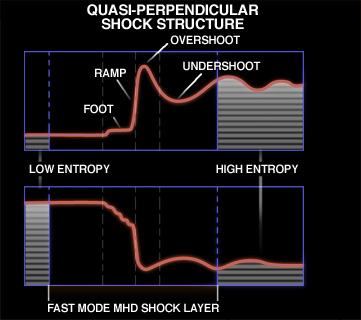 QUASI-PERPENDICULAR
SHOCK STRUCTURE
OVERSHOOT
RAMP
UNDERSHOOT
FOOT
LOW ENTROPY
HIGH ENTROPY
FAST MODE MHD SHOCK LAYER